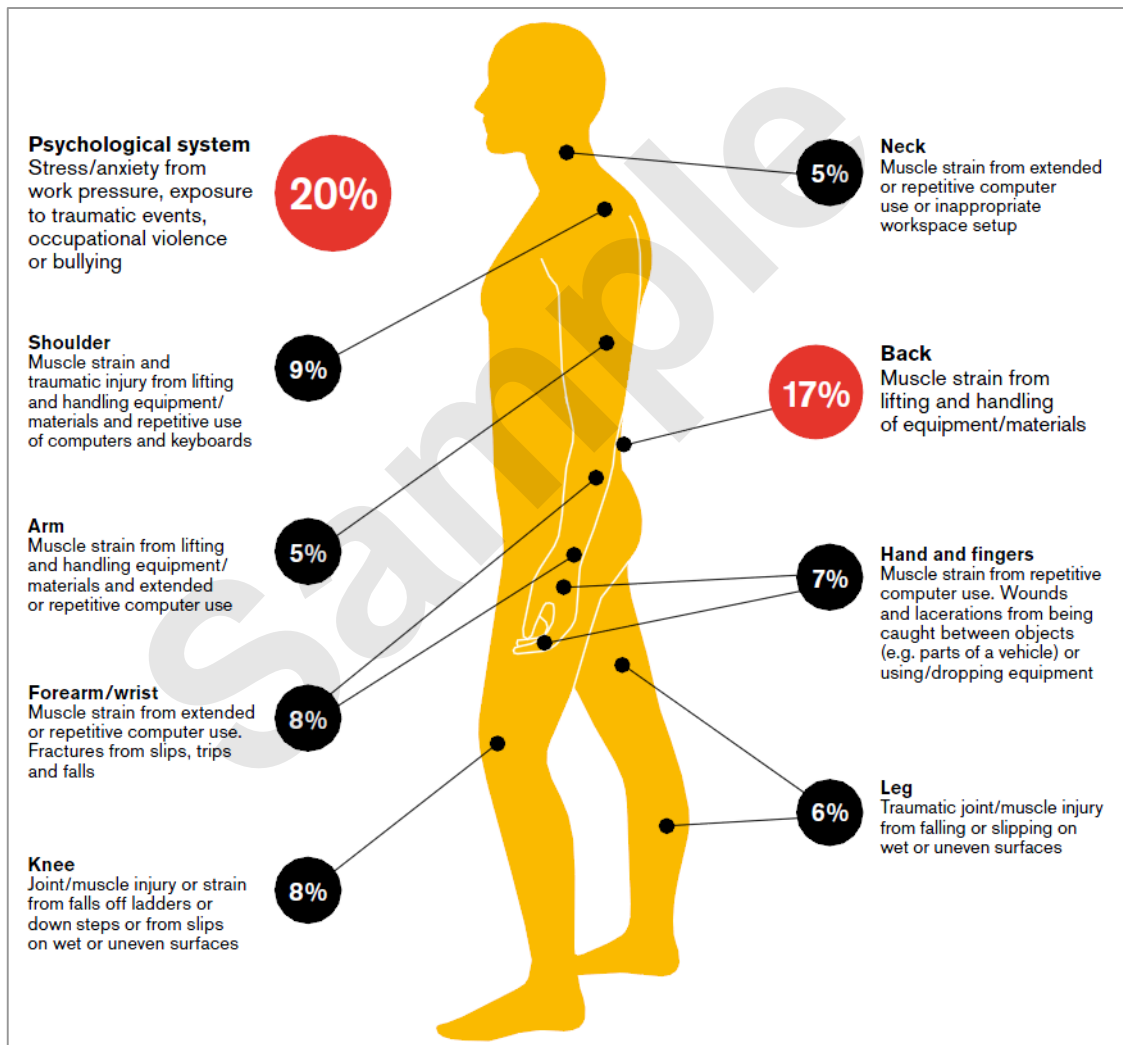 Psychological system
Stress/anxiety from
work pressure, exposure
to traumatic events,
occupational violence
or bullying
20%
Shoulder
Muscle strain and
traumatic injury from lifting
and handling equipment/
materials and repetitive use
of computers and keyboards
9%
Arm
Muscle strain from lifting
and handling equipment/
materials and extended
or repetitive computer use
5%
Forearm/wrist
Muscle strain from extended
or repetitive computer use.
Fractures from slips, trips
and falls
8%
Knee
Joint/muscle injury or strain
from falls off ladders or
down steps or from slips
on wet or uneven surfaces
8%
5%
Neck
Muscle strain from extended
or repetitive computer
use or inappropriate
workspace setup
17%
Back
Muscle strain from
lifting and handling
of equipment/materials
7%
Hand and fingers
Muscle strain from repetitive
computer use. Wounds
and lacerations from being
caught between objects
(e.g. parts of a vehicle) or
using/dropping equipment
6%
Leg
Traumatic joint/muscle injury
from falling or slipping on
wet or uneven surfaces
Sample